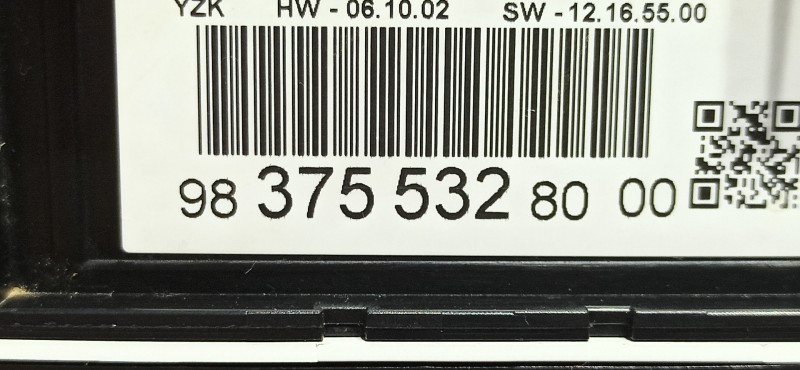 YZK HW - 06.10.02 SW - 12.16.55.00
98 375 532 80 00